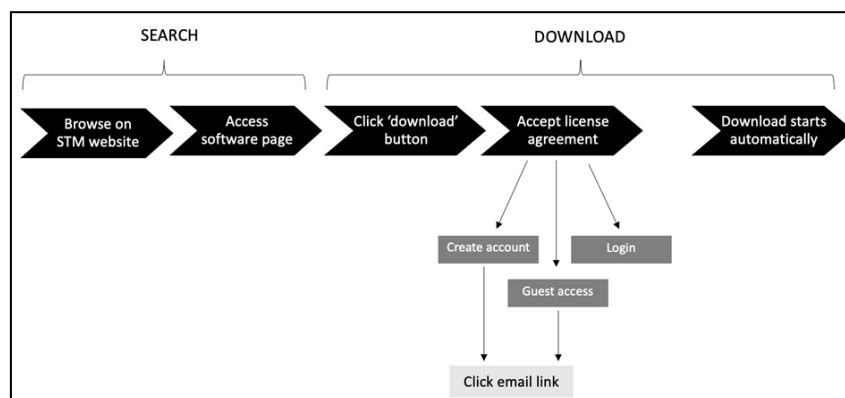 SEARCH
DOWNLOAD
Browse on
STM website
Access
software page
Click ‘download’
button
Accept license
agreement
Download starts
automatically
Create account
Login
Guest access
Click email link